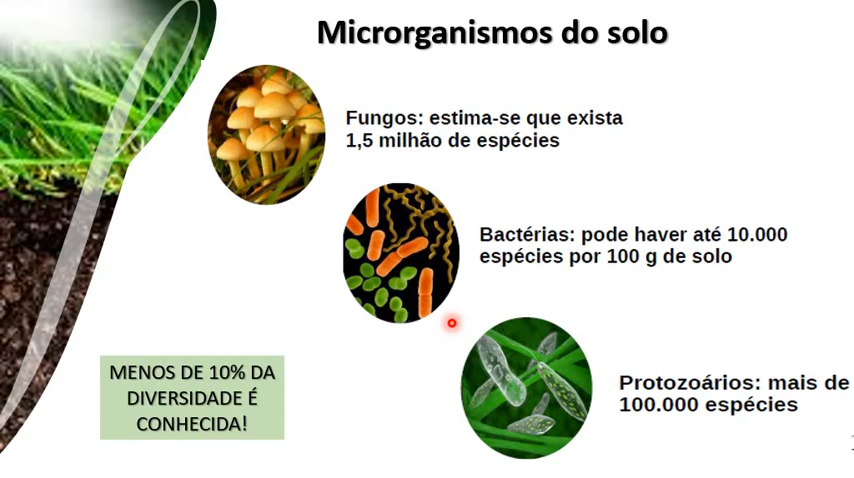 Microrganismos do solo
Fungos: estima-se que exista
1,5 milhão de espécies
Bactérias: pode haver até 10.000
espécies por 100 g de solo
Protozoários: mais de
100.000 espécies
MENOS DE 10% DA
DIVERSIDADE É
CONHECIDA!